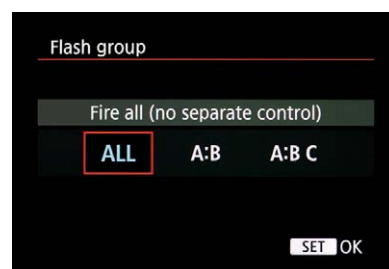 Flash group
Fire all (no separate control)
ALL A:B A:B C
SET OK